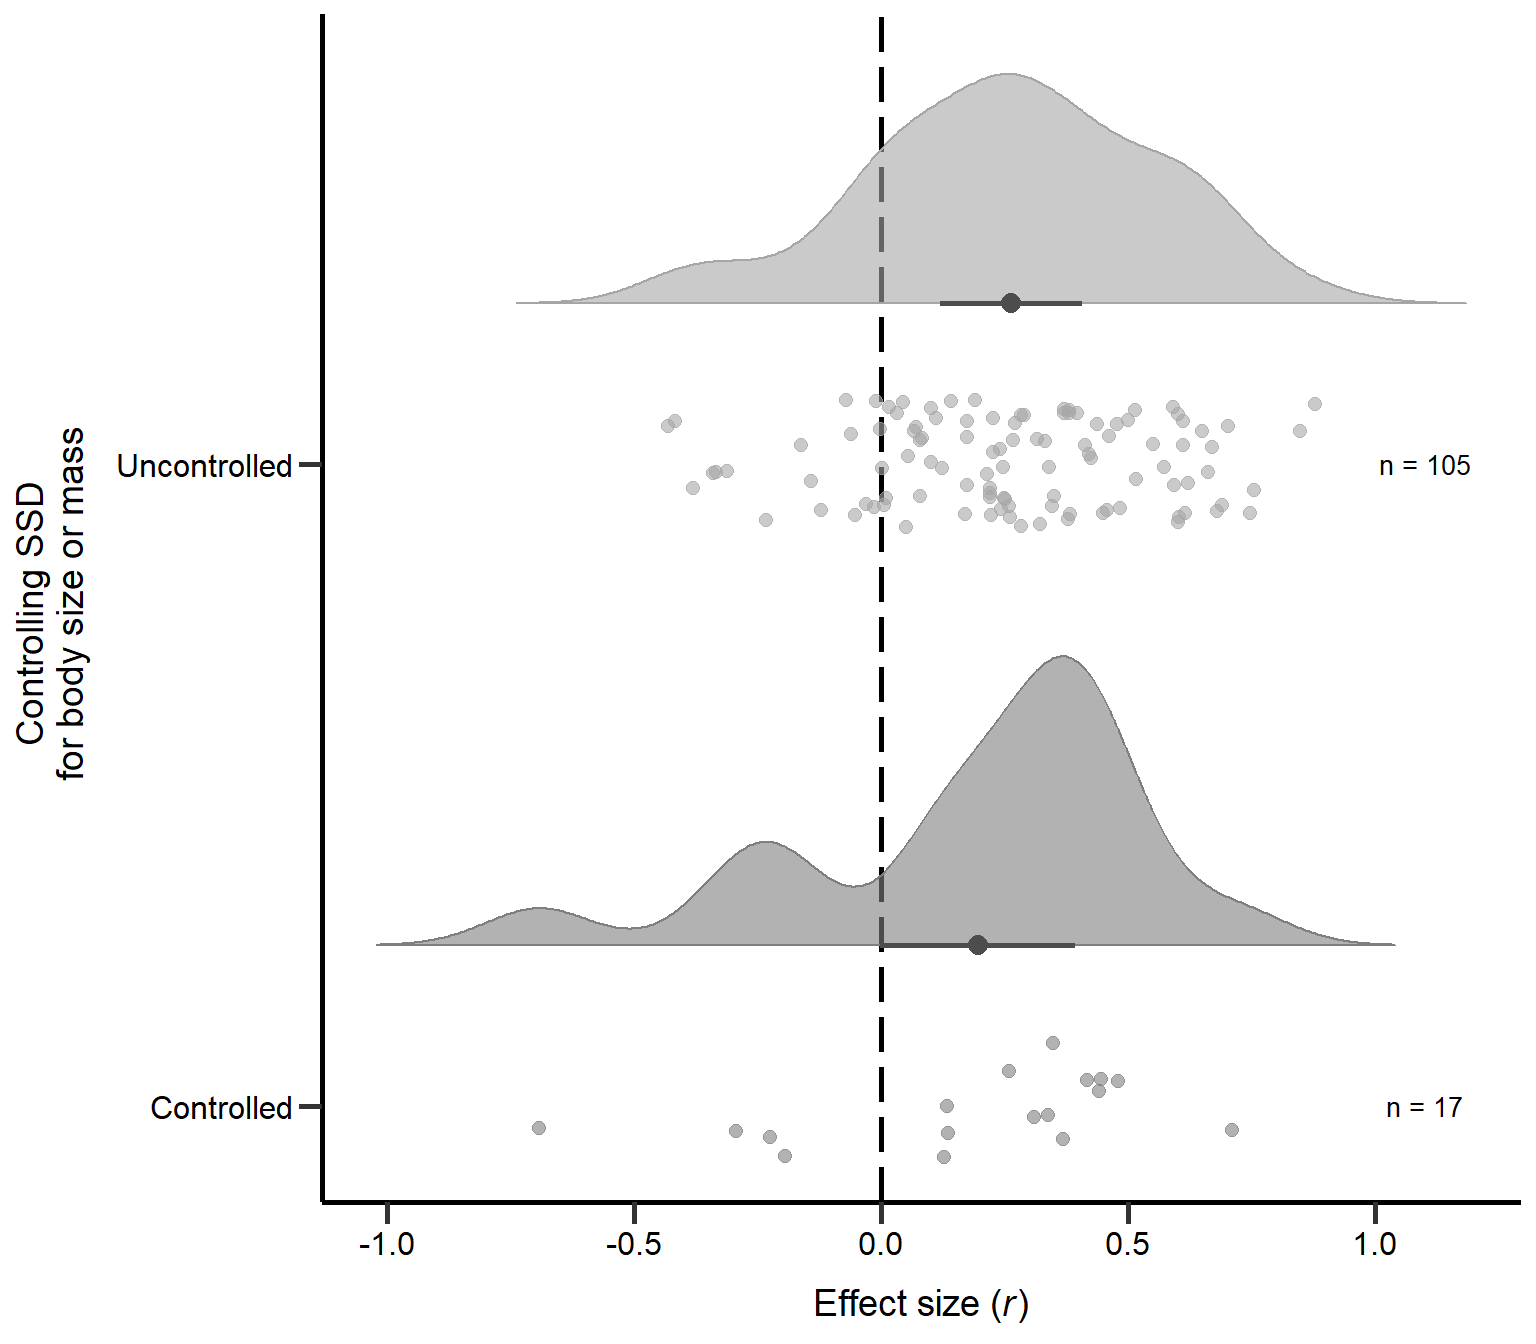 Controlling SSD
for body size or mass
Uncontrolled
n = 105
Controlled
n = 17
-1.0
-0.5
0.0
0.5
1.0
Effect size (r)